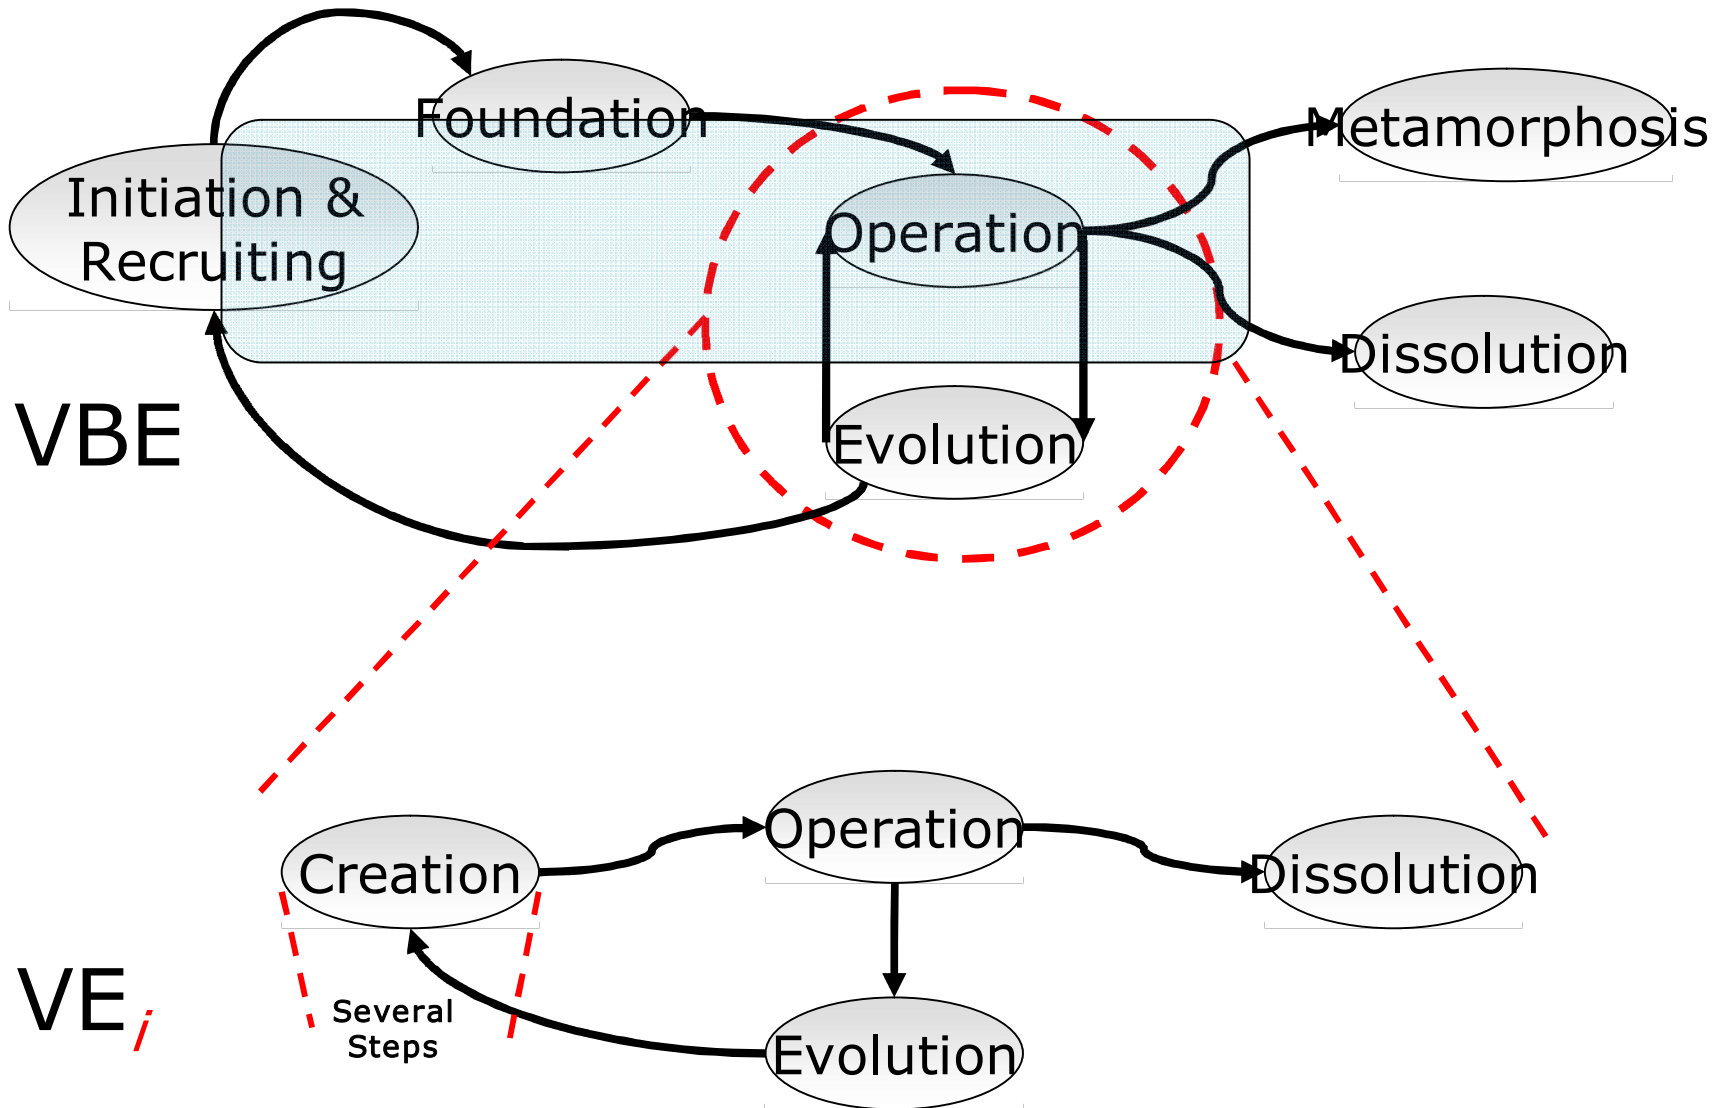 Foundation
Metamorphosis
Initiation &
Recruiting
Operation
Dissolution
VBE
Evolution
Operation
Creation
Dissolution
VE i
Several
Steps
Evolution